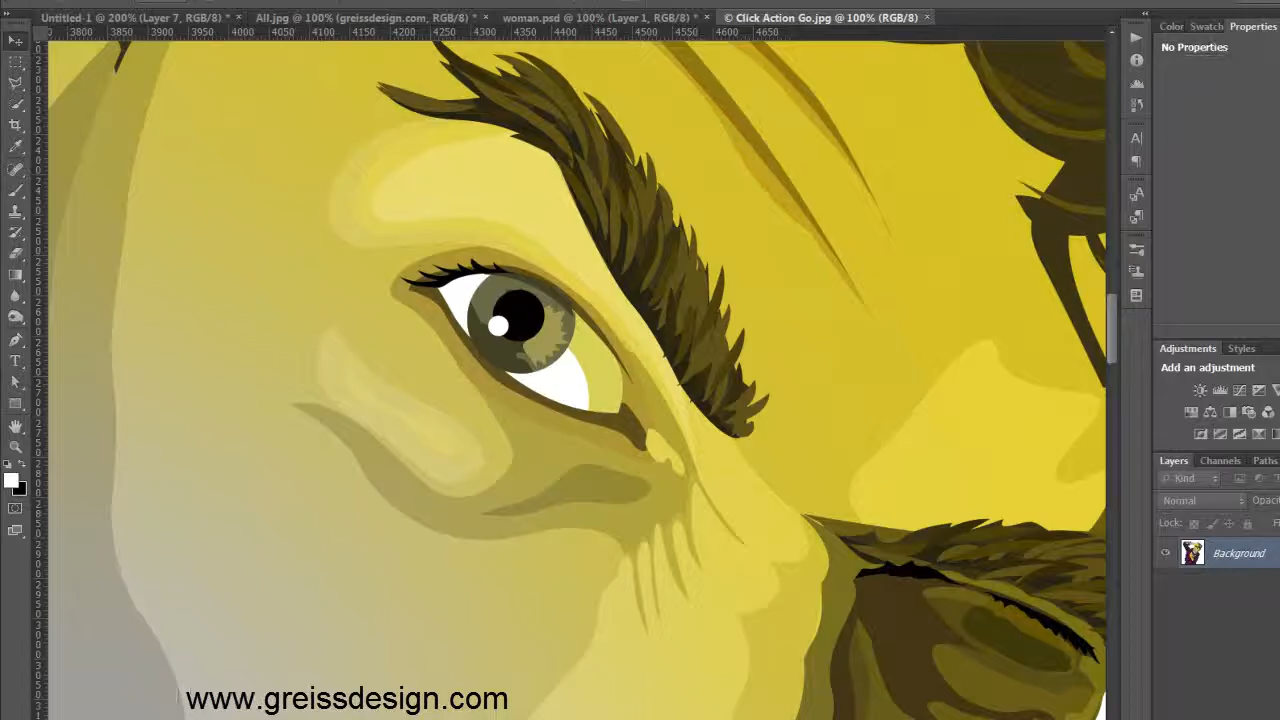 Untitled-1 @ 200% (Layer 7, RGB/8) * × All.jpg @ 100% (greissdesign.com, RGB/8) * × woman.psd @ 100% (Layer 1, RGB/8) * × © Click Action Go.jpg @ 100% (RGB/8) ×
3800 3850 3900 3950 4000 4050 4100 4150 4200 4250 4300 4350 4400 4450 4500 4550 4600 4650
Color Swatch Properties
No Properties
Adjustments Styles
Add an adjustment
Layers Channels Paths
Kind
Normal Opaci
Lock: Fi
Background
www.greissdesign.com